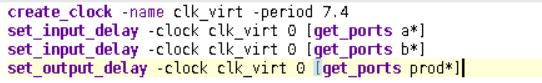 create_clock -name clk_virt -period 7.4
set_input_delay -clock clk_virt 0 [get_ports a*]
set_input_delay -clock clk_virt 0 [get_ports b*]
set_output_delay -clock clk_virt 0 [get_ports prod*]